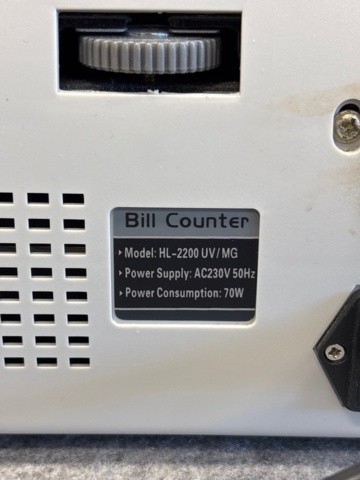 Bill Counter
▸ Model: HL-2200 UV/MG
▸ Power Supply: AC230V 50Hz
▸ Power Consumption: 70W